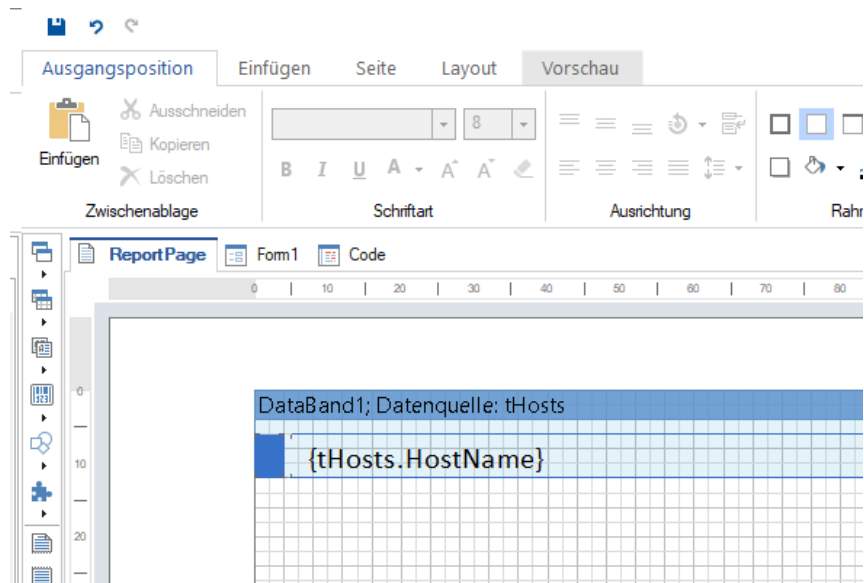 Ausgangsposition Einfügen Seite Layout Vorschau
Ausschneiden
Kopieren
Einfügen
Löschen
8
B I U A A A
Zwischenablage Schriftart Ausrichtung Rahr
ReportPage Form1 Code
0 10 20 30 40 50 60 70 80
0
DataBand1; Datenquelle: tHosts
{tHosts.HostName}
10
20